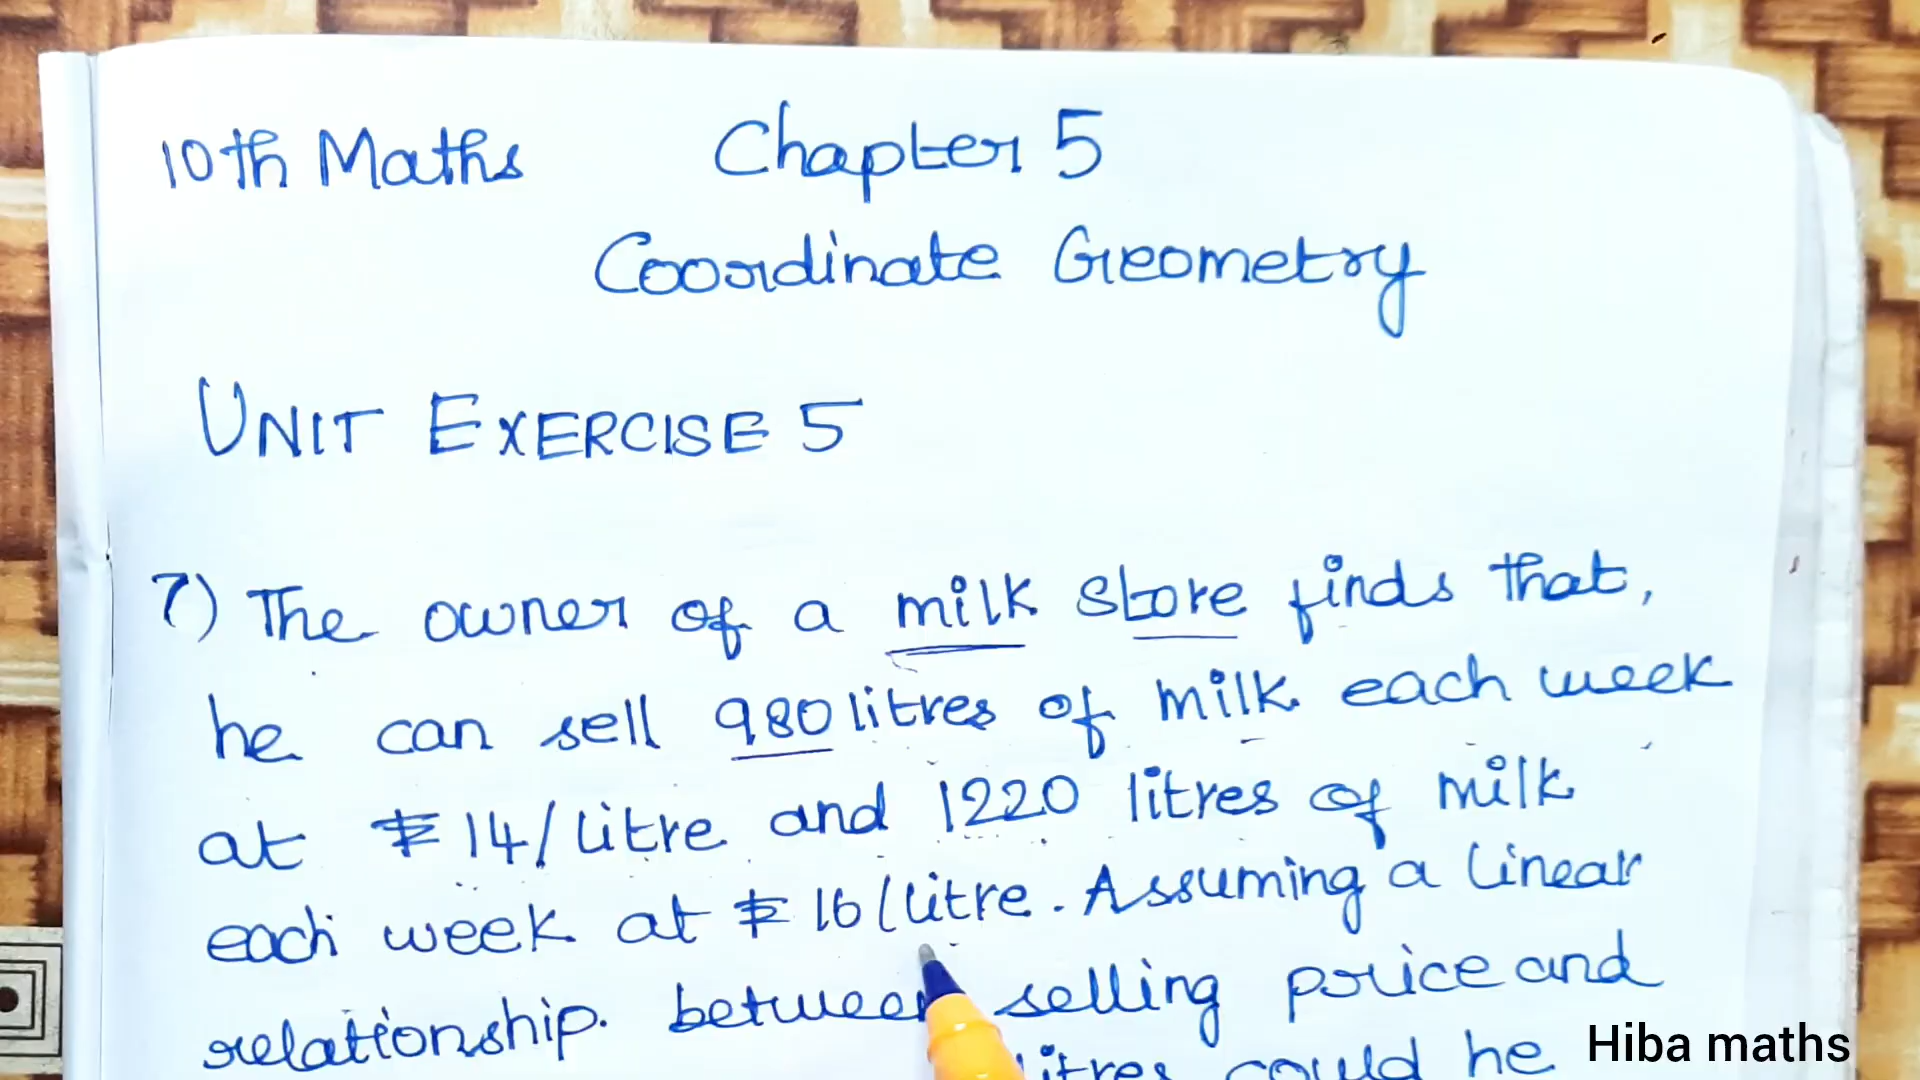 10th Maths Chapter 5
Coordinate Geometry
UNIT EXERCISE 5
7) The owner of a milk store finds that,
he can sell 980 litres of milk each week
at ₹ 14/litre and 1220 litres of milk
each week at ₹ 16/litre. Assuming a linear
relationship. between selling price and
litres could he
Hiba maths